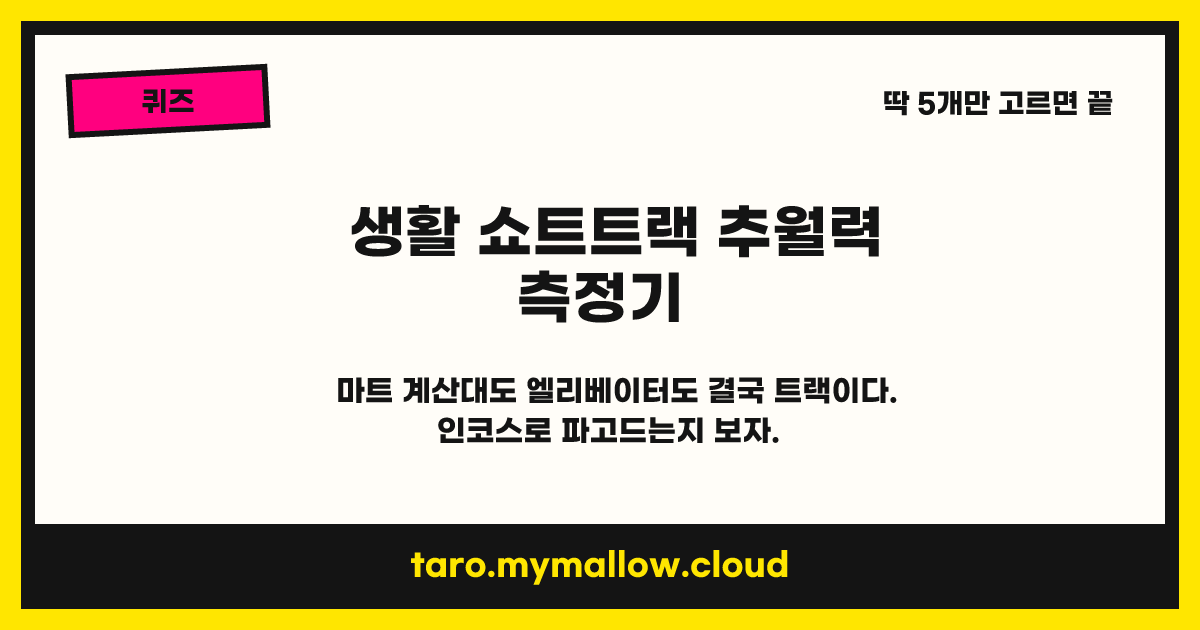 퀴즈
딱 5개만 고르면 끝
생활 쇼트트랙 추월력
측정기
마트 계산대도 엘리베이터도 결국 트랙이다.
인코스로 파고드는지 보자.
taro.mymallow.cloud